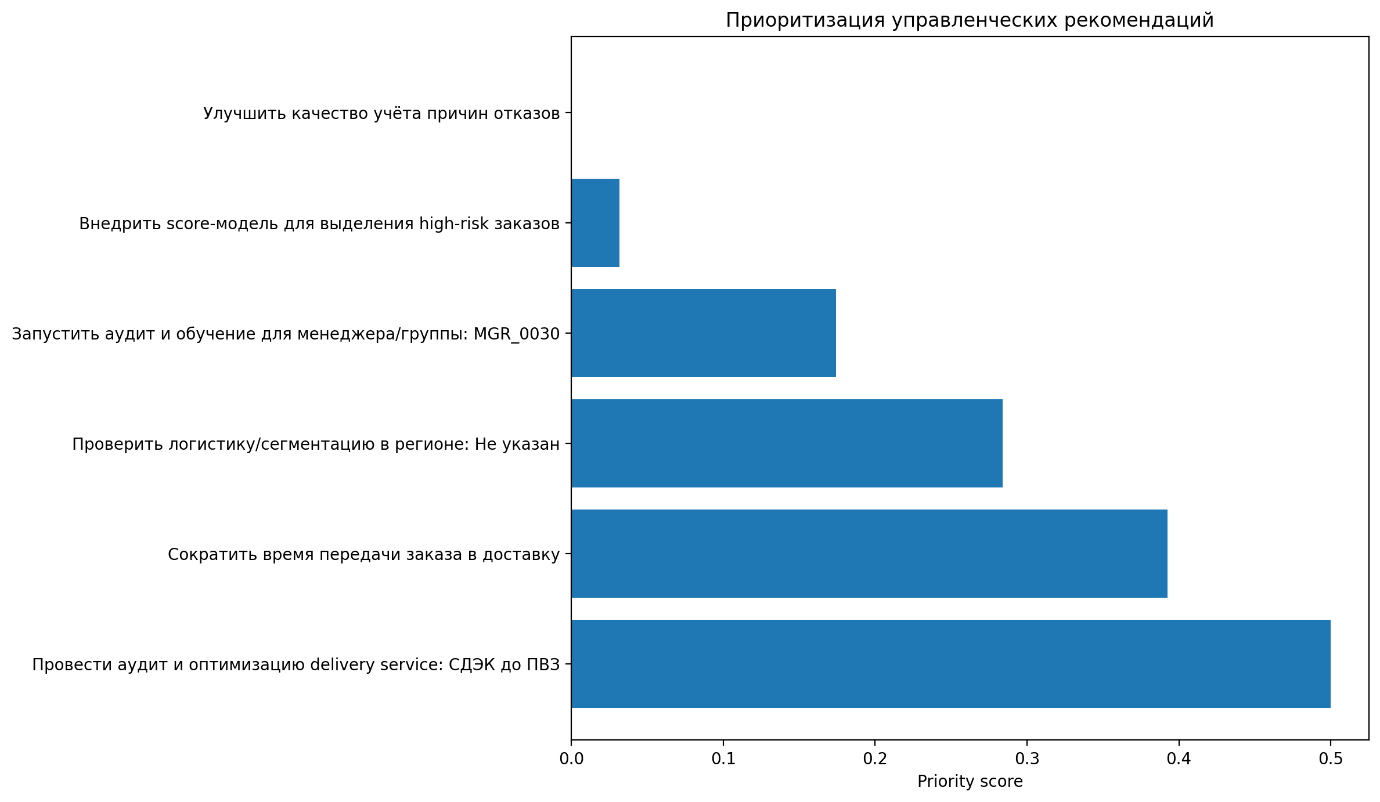 Приоритизация управленческих рекомендаций
Улучшить качество учёта причин отказов
Внедрить score-модель для выделения high-risk заказов
Запустить аудит и обучение для менеджера/группы: MGR_0030
Проверить логистику/сегментацию в регионе: Не указан
Сократить время передачи заказа в доставку
Провести аудит и оптимизацию delivery service: СДЭК до ПВЗ
0.0 0.1 0.2 0.3 0.4 0.5
Priority score